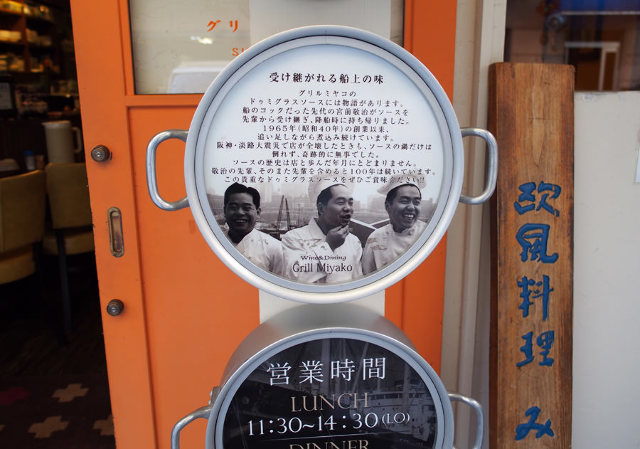 グリ
受け継がれる船上の味
グリルミヤコの
ドゥミグラスソースには物語があります。
船のコックだった先代の宮前敬治がソースを
先輩から受け継ぎ、降船時に持ち帰りました。
1965年(昭和40年)の創業以来、
追い足しながら煮込み続けています。
阪神・淡路大震災で店が全壊したときも、ソースの鍋は
倒れず、奇跡的に無事でした。
ソースの歴史は店と歩んだ年月にとどまりません。
敬治の先輩、そのまた先輩を含めると100年は続いています。
この貴重なドゥミグラスソースをぜひご賞味ください!!
Wine&Dining
Grill Miyako
営業時間
LUNCH
11:30~14:30(LO)
DINNER
欧風料理 み